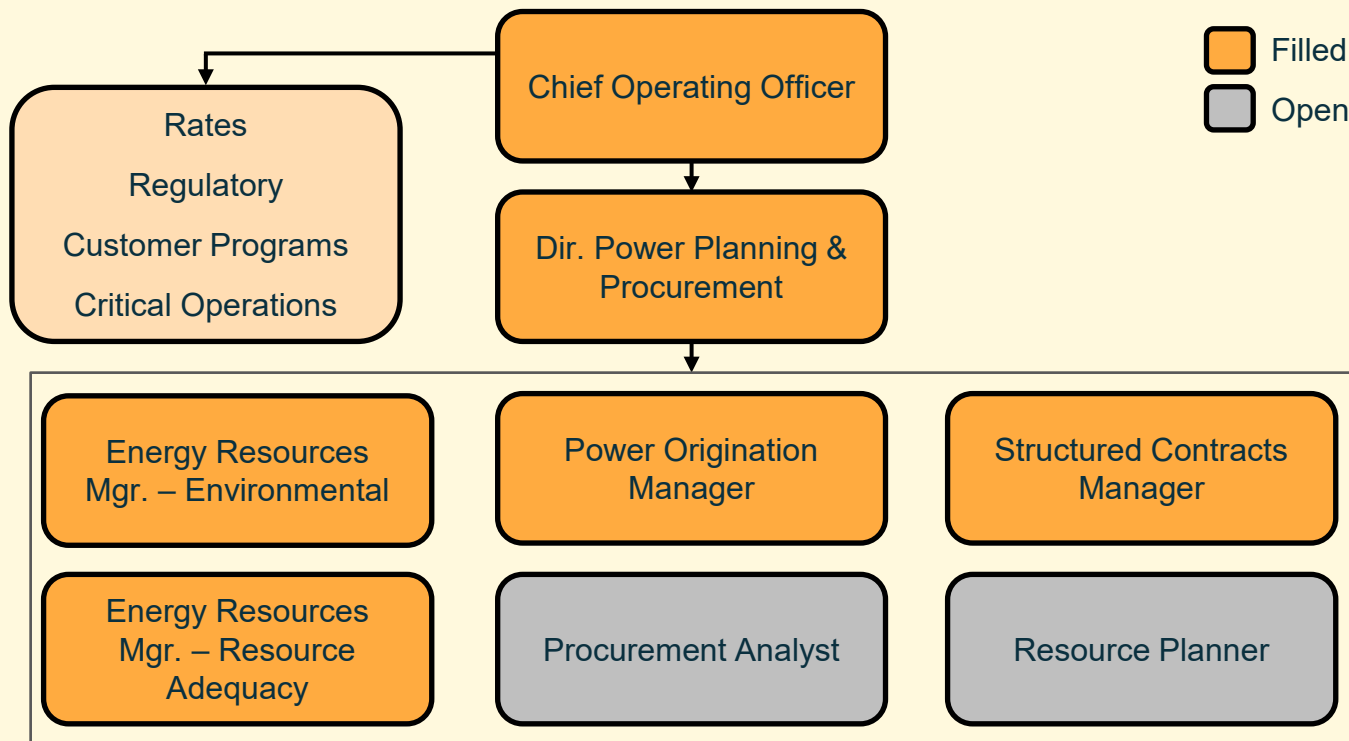 Chief Operating Officer
Filled
Open
Rates
Regulatory
Customer Programs
Critical Operations
Dir. Power Planning &
Procurement
Energy Resources
Mgr. – Environmental
Power Origination
Manager
Structured Contracts
Manager
Energy Resources
Mgr. – Resource
Adequacy
Procurement Analyst
Resource Planner